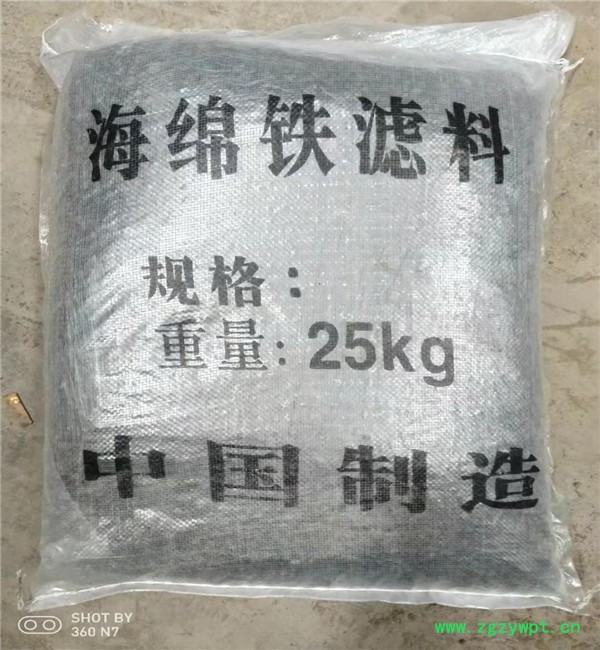 海绵铁滤料
规格：
重量：25kg
中国制造
SHOT BY
360 N7
www.zgzywpt.cn